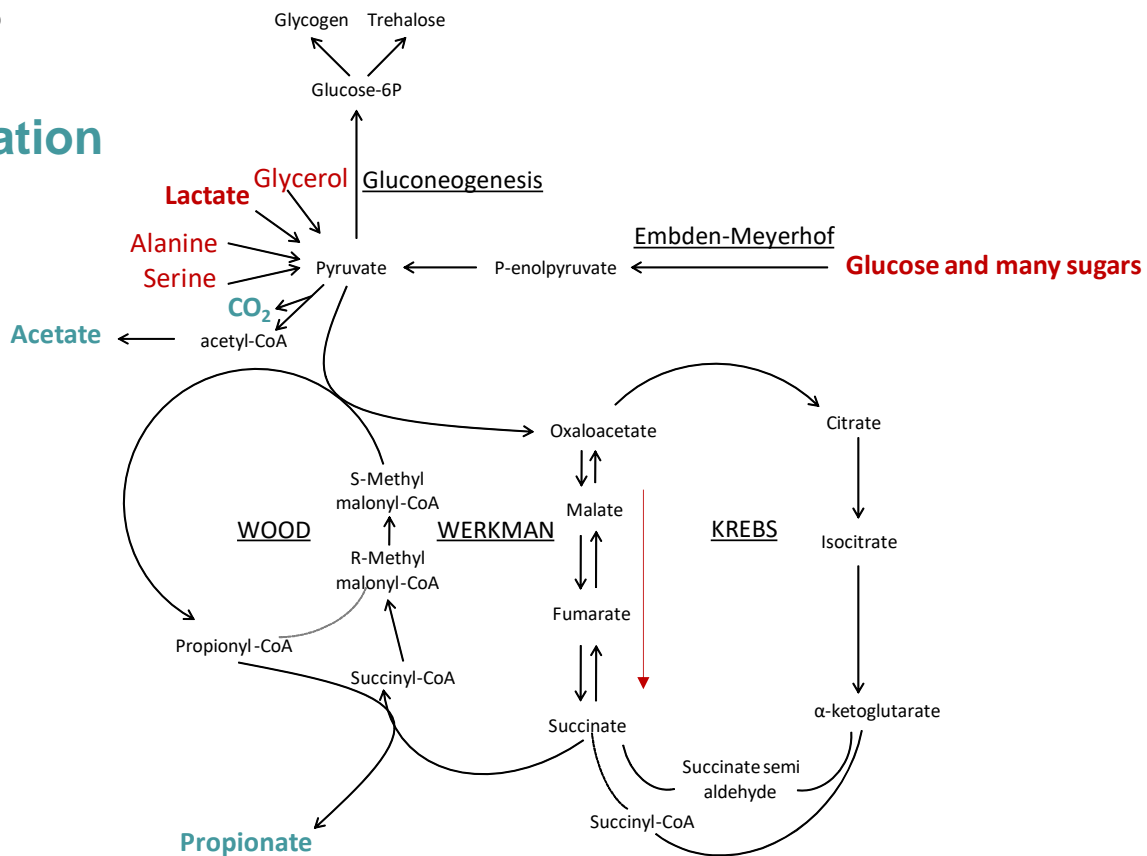 Glycogen Trehalose
Glucose-6P
ation
Glycerol Gluconeogenesis
Lactate
Alanine
Serine
Embden-Meyerhof
Pyruvate P-enolpyruvate Glucose and many sugars
CO₂
Acetate acetyl-CoA
Oxaloacetate Citrate
S-Methyl
malonyl-CoA
Malate
WOOD WERKMAN KREBS
Isocitrate
R-Methyl
malonyl-CoA
Fumarate
Propionyl-CoA
Succinyl-CoA
α-ketoglutarate
Succinate
Succinate semi
aldehyde
Succinyl-CoA
Propionate